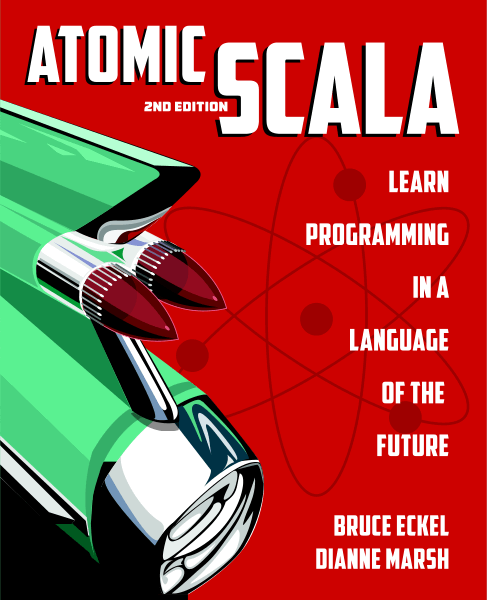 ATOMIC
SCALA
2ND EDITION
LEARN
PROGRAMMING
IN A
LANGUAGE
OF THE
FUTURE
BRUCE ECKEL
DIANNE MARSH